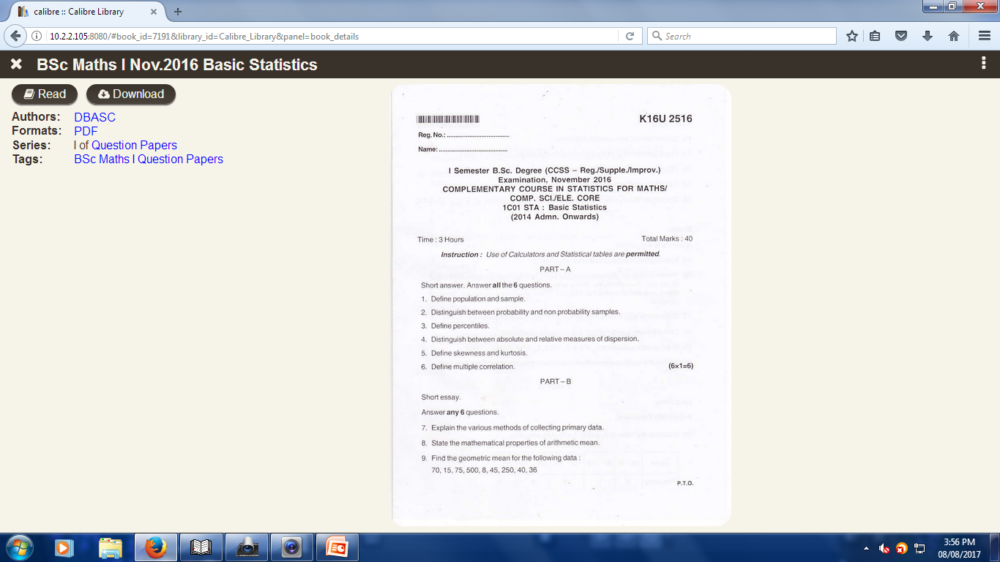 calibre :: Calibre Library
10.2.2.105:8080/#book_id=7191&library_id=Calibre_Library&panel=book_details
Search
BSc Maths I Nov.2016 Basic Statistics
Read Download
Authors: DBASC
Formats: PDF
Series: I of Question Papers
Tags: BSc Maths I Question Papers
K16U 2516
Reg. No.: ..................................
Name: .....................................
I Semester B.Sc. Degree (CCSS – Reg./Supple./Improv.)
Examination, November 2016
COMPLEMENTARY COURSE IN STATISTICS FOR MATHS/
COMP. SCI./ELE. CORE
1C01 STA : Basic Statistics
(2014 Admn. Onwards)
Time : 3 Hours Total Marks : 40
Instruction : Use of Calculators and Statistical tables are permitted.
PART – A
Short answer. Answer all the 6 questions.
1. Define population and sample.
2. Distinguish between probability and non probability samples.
3. Define percentiles.
4. Distinguish between absolute and relative measures of dispersion.
5. Define skewness and kurtosis.
6. Define multiple correlation. (6×1=6)
PART – B
Short essay.
Answer any 6 questions.
7. Explain the various methods of collecting primary data.
8. State the mathematical properties of arithmetic mean.
9. Find the geometric mean for the following data :
70, 15, 75, 500, 8, 45, 250, 40, 36
P.T.O.
3:56 PM
08/08/2017